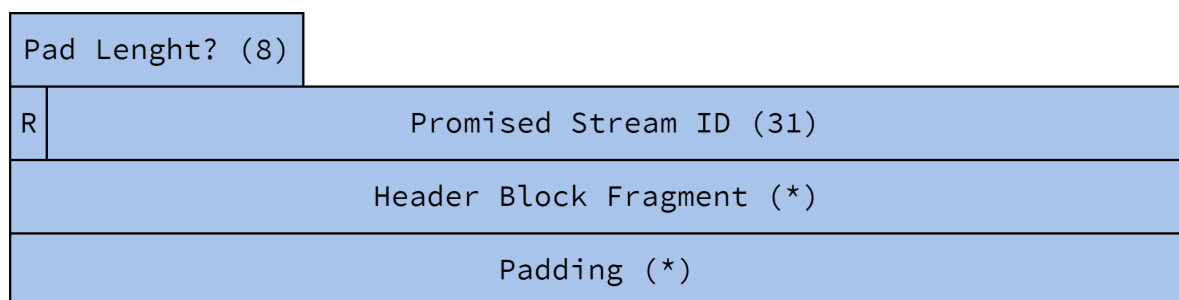 Pad Lenght? (8)
R Promised Stream ID (31)
Header Block Fragment (*)
Padding (*)